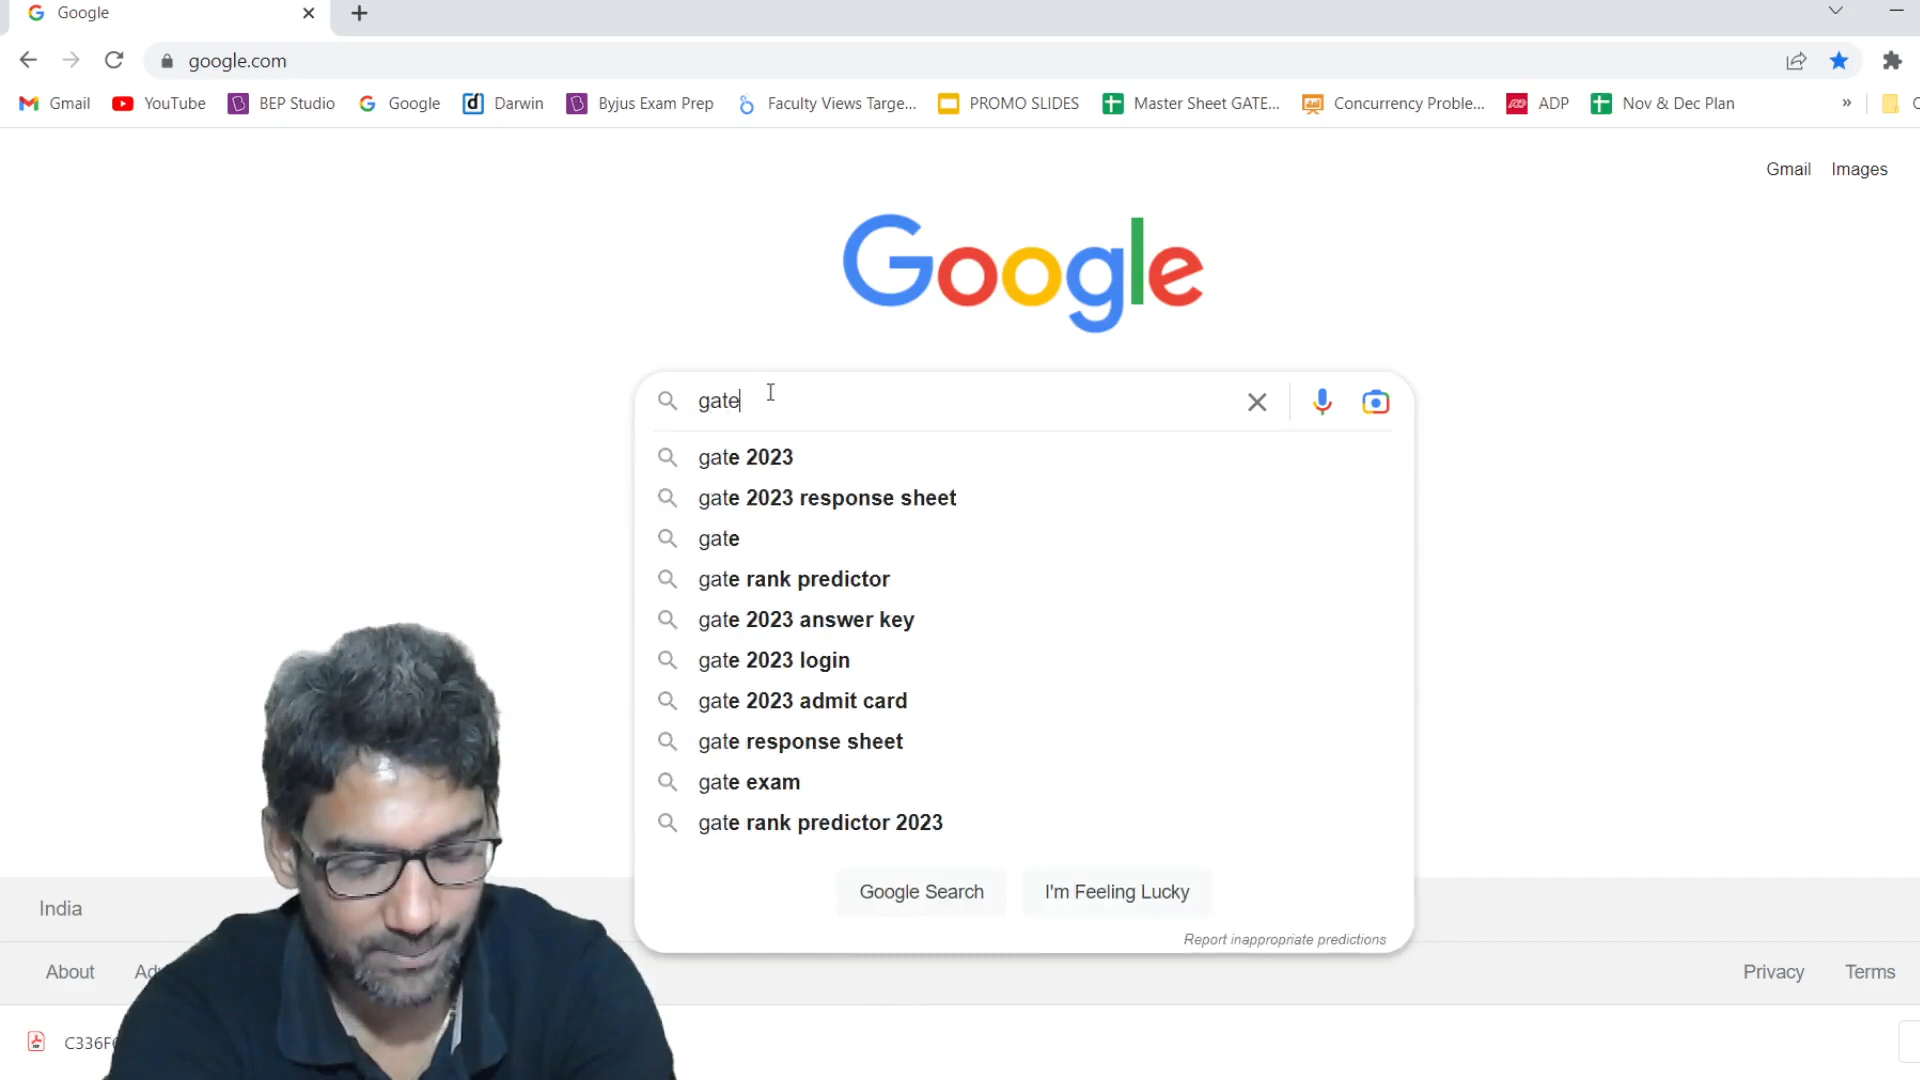 Google
google.com
Gmail YouTube BEP Studio Google Darwin Byjus Exam Prep Faculty Views Targe... PROMO SLIDES Master Sheet GATE... Concurrency Proble... ADP Nov & Dec Plan »
Gmail Images
Google
gate
gate 2023
gate 2023 response sheet
gate
gate rank predictor
gate 2023 answer key
gate 2023 login
gate 2023 admit card
gate response sheet
gate exam
gate rank predictor 2023
Google Search I'm Feeling Lucky
Report inappropriate predictions
India
About Privacy Terms